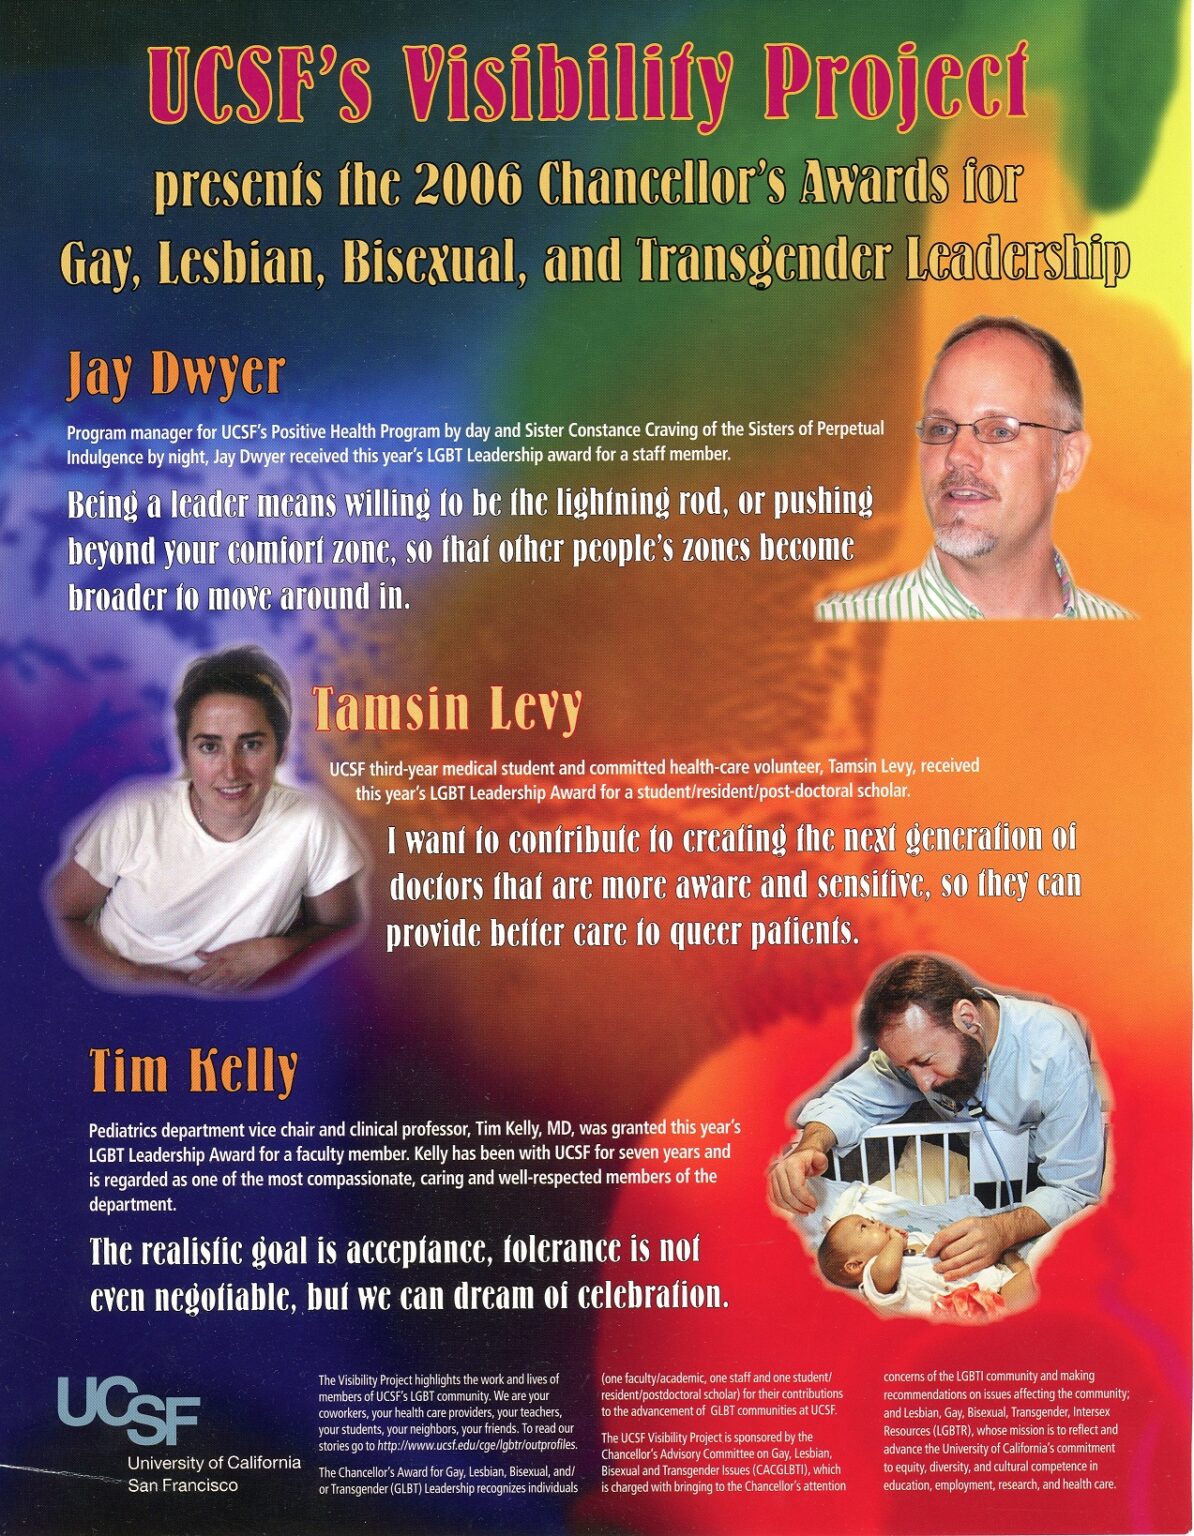 UCSF's Visibility Project
presents the 2006 Chancellor's Awards for
Gay, Lesbian, Bisexual, and Transgender Leadership
Jay Dwyer
Program manager for UCSF's Positive Health Program by day and Sister Constance Craving of the Sisters of Perpetual
Indulgence by night, Jay Dwyer received this year's LGBT Leadership award for a staff member.
Being a leader means willing to be the lightning rod, or pushing
beyond your comfort zone, so that other people's zones become
broader to move around in.
Tamsin Levy
UCSF third-year medical student and committed health-care volunteer, Tamsin Levy, received
this year's LGBT Leadership Award for a student/resident/post-doctoral scholar.
I want to contribute to creating the next generation of
doctors that are more aware and sensitive, so they can
provide better care to queer patients.
Tim Kelly
Pediatrics department vice chair and clinical professor, Tim Kelly, MD, was granted this year's
LGBT Leadership Award for a faculty member. Kelly has been with UCSF for seven years and
is regarded as one of the most compassionate, caring and well-respected members of the
department.
The realistic goal is acceptance, tolerance is not
even negotiable, but we can dream of celebration.
UCSF
University of California
San Francisco
The Visibility Project highlights the work and lives of
members of UCSF's LGBT community. We are your
coworkers, your health care providers, your teachers,
your students, your neighbors, your friends. To read our
stories go to http://www.ucsf.edu/cge/lgbtr/outprofiles.
The Chancellor's Award for Gay, Lesbian, Bisexual, and/
or Transgender (GLBT) Leadership recognizes individuals
(one faculty/academic, one staff and one student/
resident/postdoctoral scholar) for their contributions
to the advancement of GLBT communities at UCSF.
The UCSF Visibility Project is sponsored by the
Chancellor's Advisory Committee on Gay, Lesbian,
Bisexual and Transgender Issues (CACGLBTI), which
is charged with bringing to the Chancellor's attention
concerns of the LGBTI community and making
recommendations on issues affecting the community;
and Lesbian, Gay, Bisexual, Transgender, Intersex
Resources (LGBTR), whose mission is to reflect and
advance the University of California's commitment
to equity, diversity, and cultural competence in
education, employment, research, and health care.